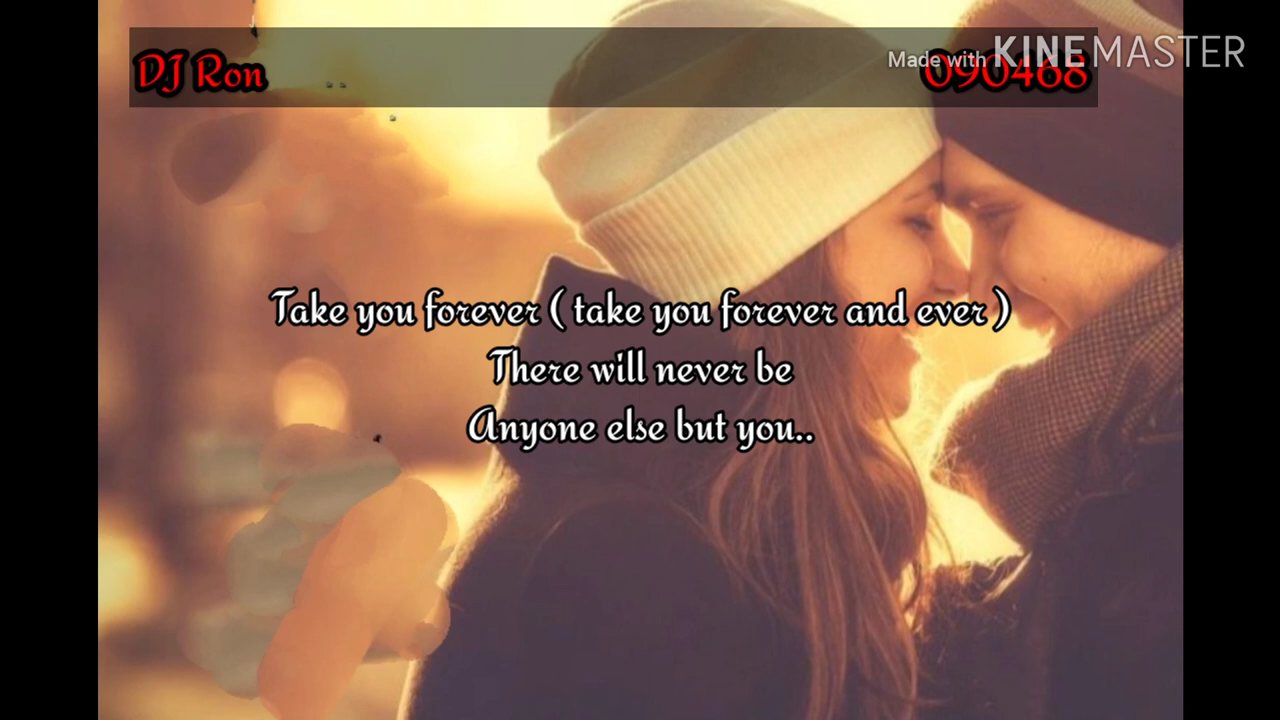 DJ Ron
090468
Made with KINEMASTER
Take you forever ( take you forever and ever )
There will never be
Anyone else but you..